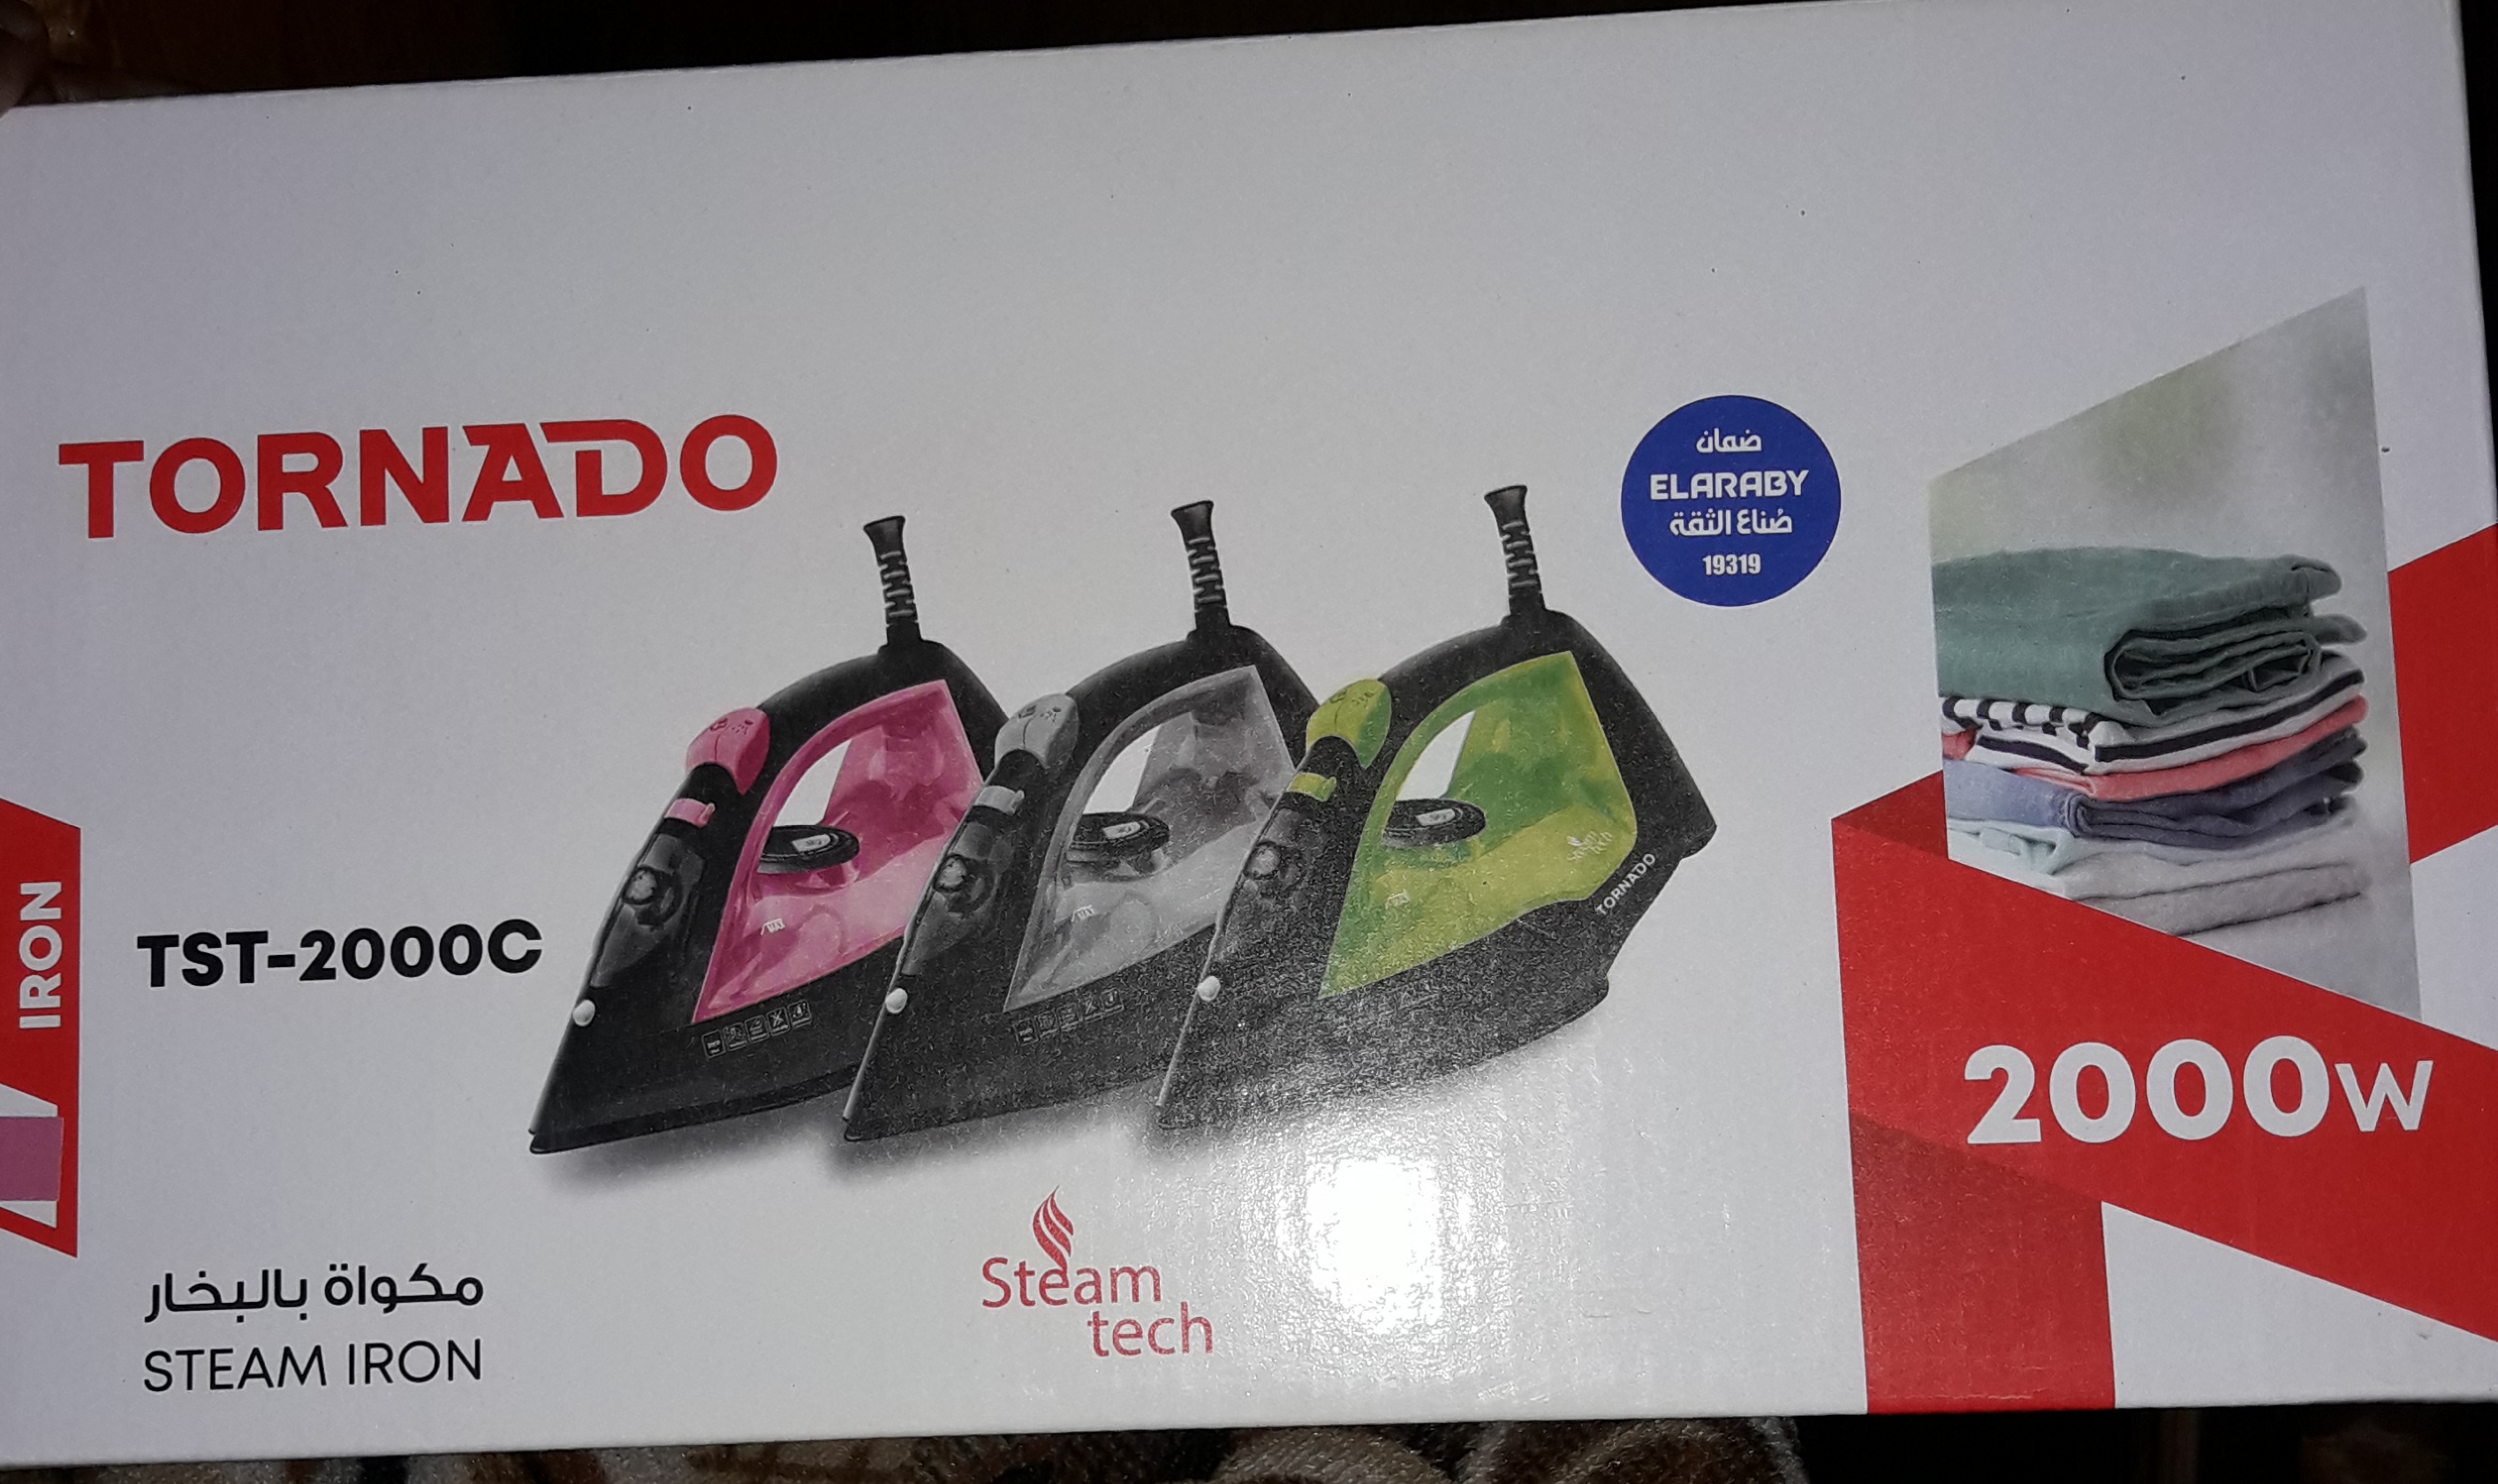 TORNADO
ضمان
ELARABY
صُناع الثقة
19319
TORNADO
IRON
TST-2000C
2000W
Steam
tech
مكواة بالبخار
STEAM IRON